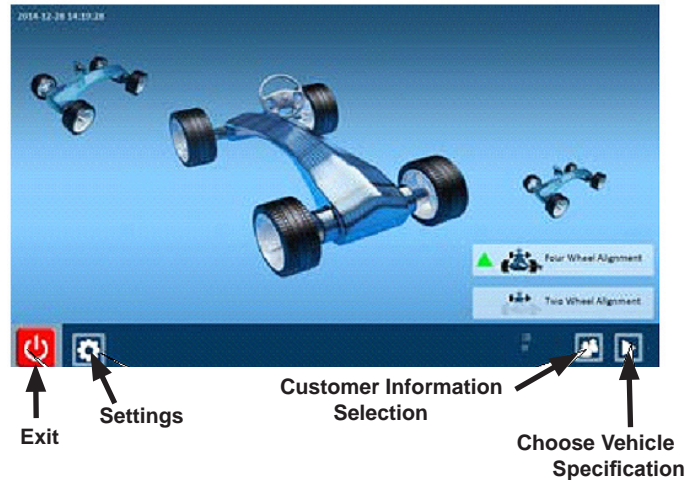 2014-12-28 14:19:28
Four Wheel Alignment
Two Wheel Alignment
Customer Information
Selection
Settings
Exit
Choose Vehicle
Specification